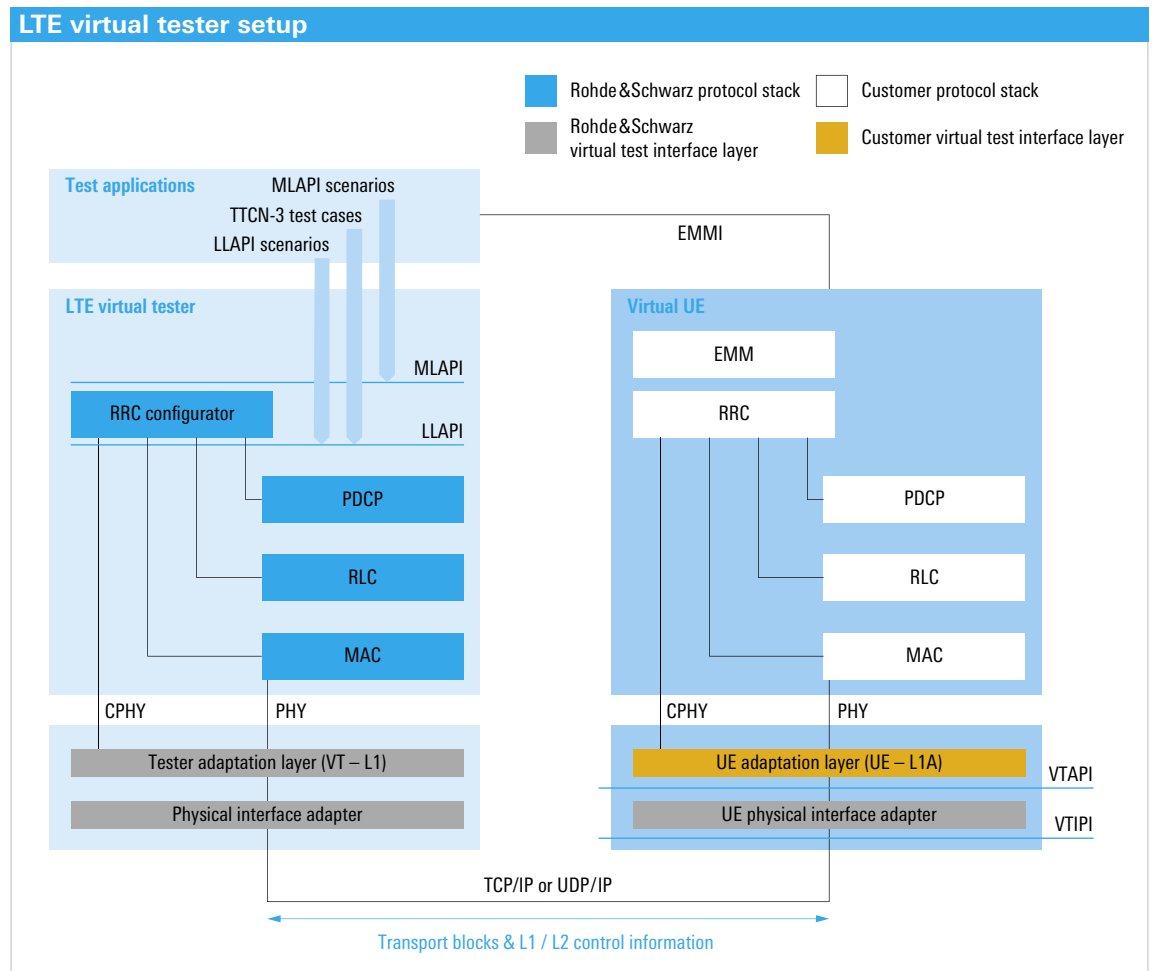 LTE virtual tester setup
Rohde&Schwarz protocol stack
Customer protocol stack
Rohde&Schwarz
virtual test interface layer
Customer virtual test interface layer
Test applications
MLAPI scenarios
TTCN-3 test cases
LLAPI scenarios
EMMI
LTE virtual tester
MLAPI
RRC configurator
LLAPI
PDCP
RLC
MAC
CPHY
PHY
Tester adaptation layer (VT – L1)
Physical interface adapter
Virtual UE
EMM
RRC
PDCP
RLC
MAC
CPHY
PHY
UE adaptation layer (UE – L1A)
VTAPI
UE physical interface adapter
VTIPI
TCP/IP or UDP/IP
Transport blocks & L1 / L2 control information